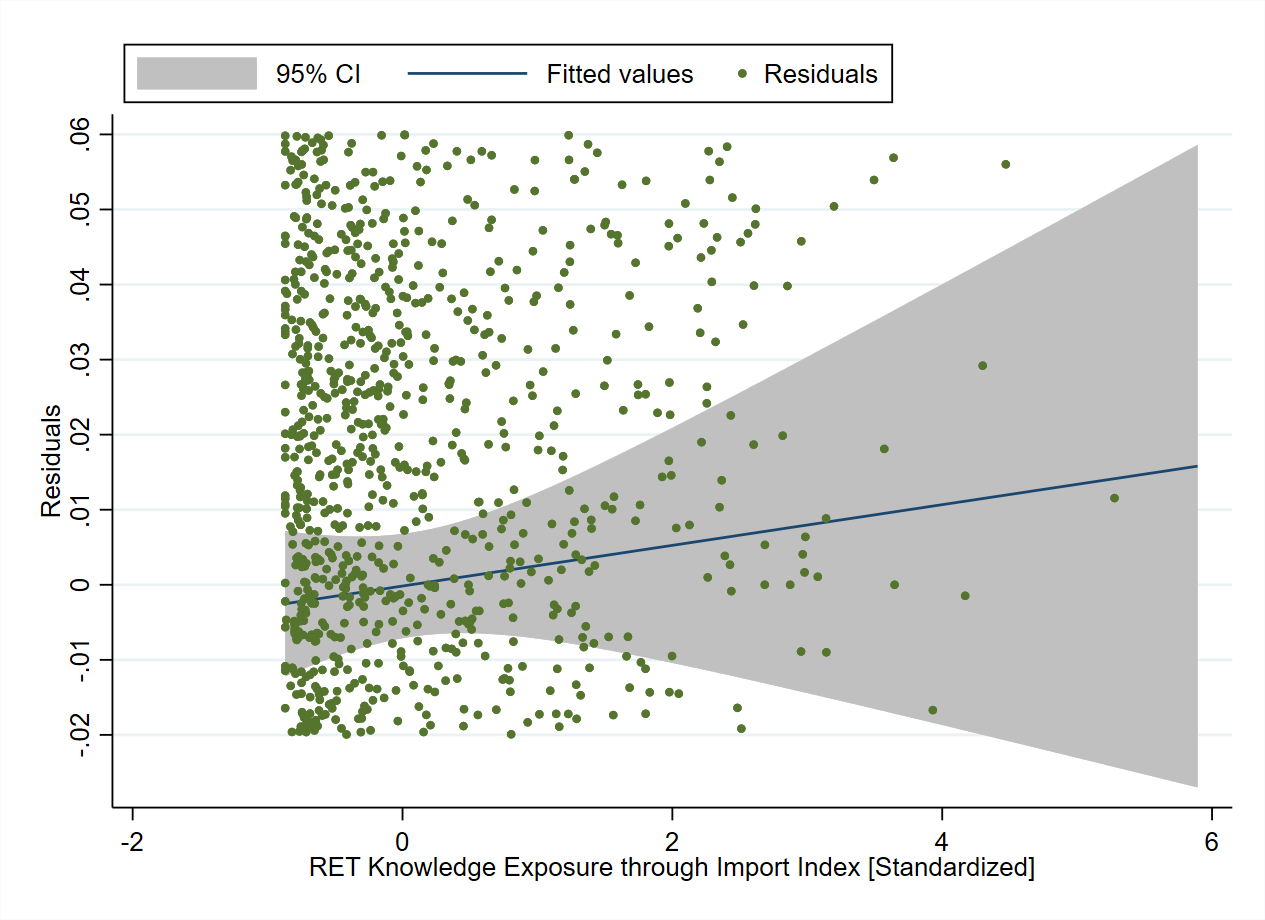 95% CI Fitted values Residuals
Residuals
.06
.05
.04
.03
.02
.01
0
-.01
-.02
-2 0 2 4 6
RET Knowledge Exposure through Import Index [Standardized]